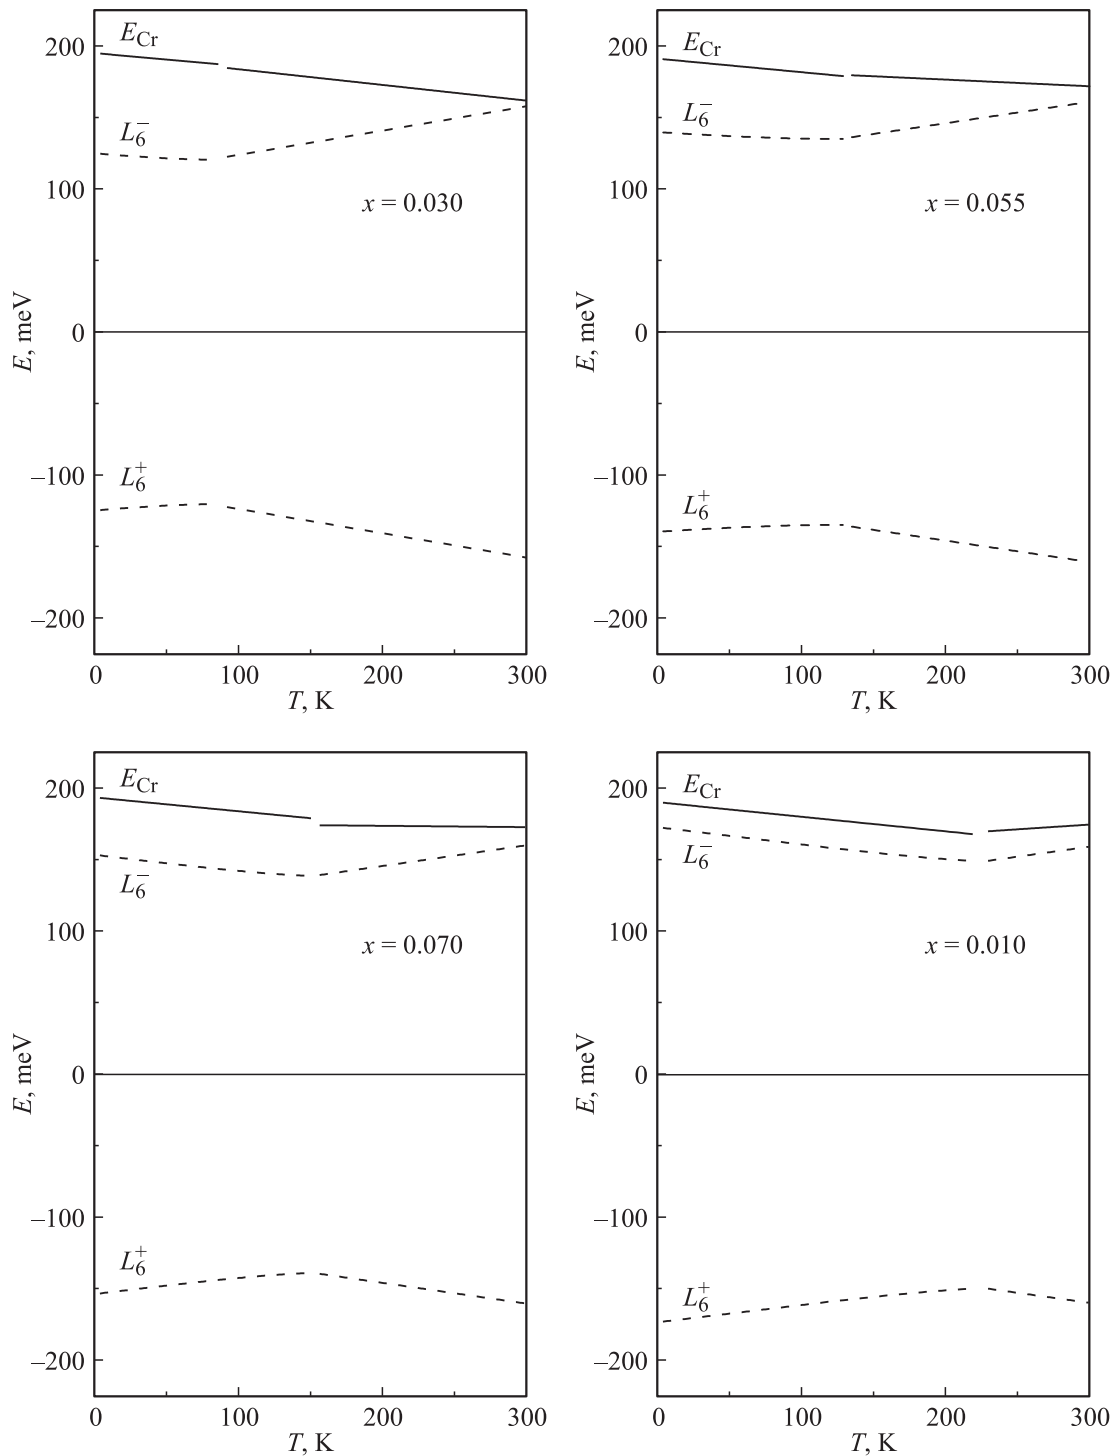 E_Cr
L_6^–
x = 0.030
L_6^+
200
100
0
–100
–200
E, meV
0 100 200 300
T, K
E_Cr
L_6^–
x = 0.055
L_6^+
200
100
0
–100
–200
E, meV
0 100 200 300
T, K
E_Cr
L_6^–
x = 0.070
L_6^+
200
100
0
–100
–200
E, meV
0 100 200 300
T, K
E_Cr
L_6^–
x = 0.010
L_6^+
200
100
0
–100
–200
E, meV
0 100 200 300
T, K